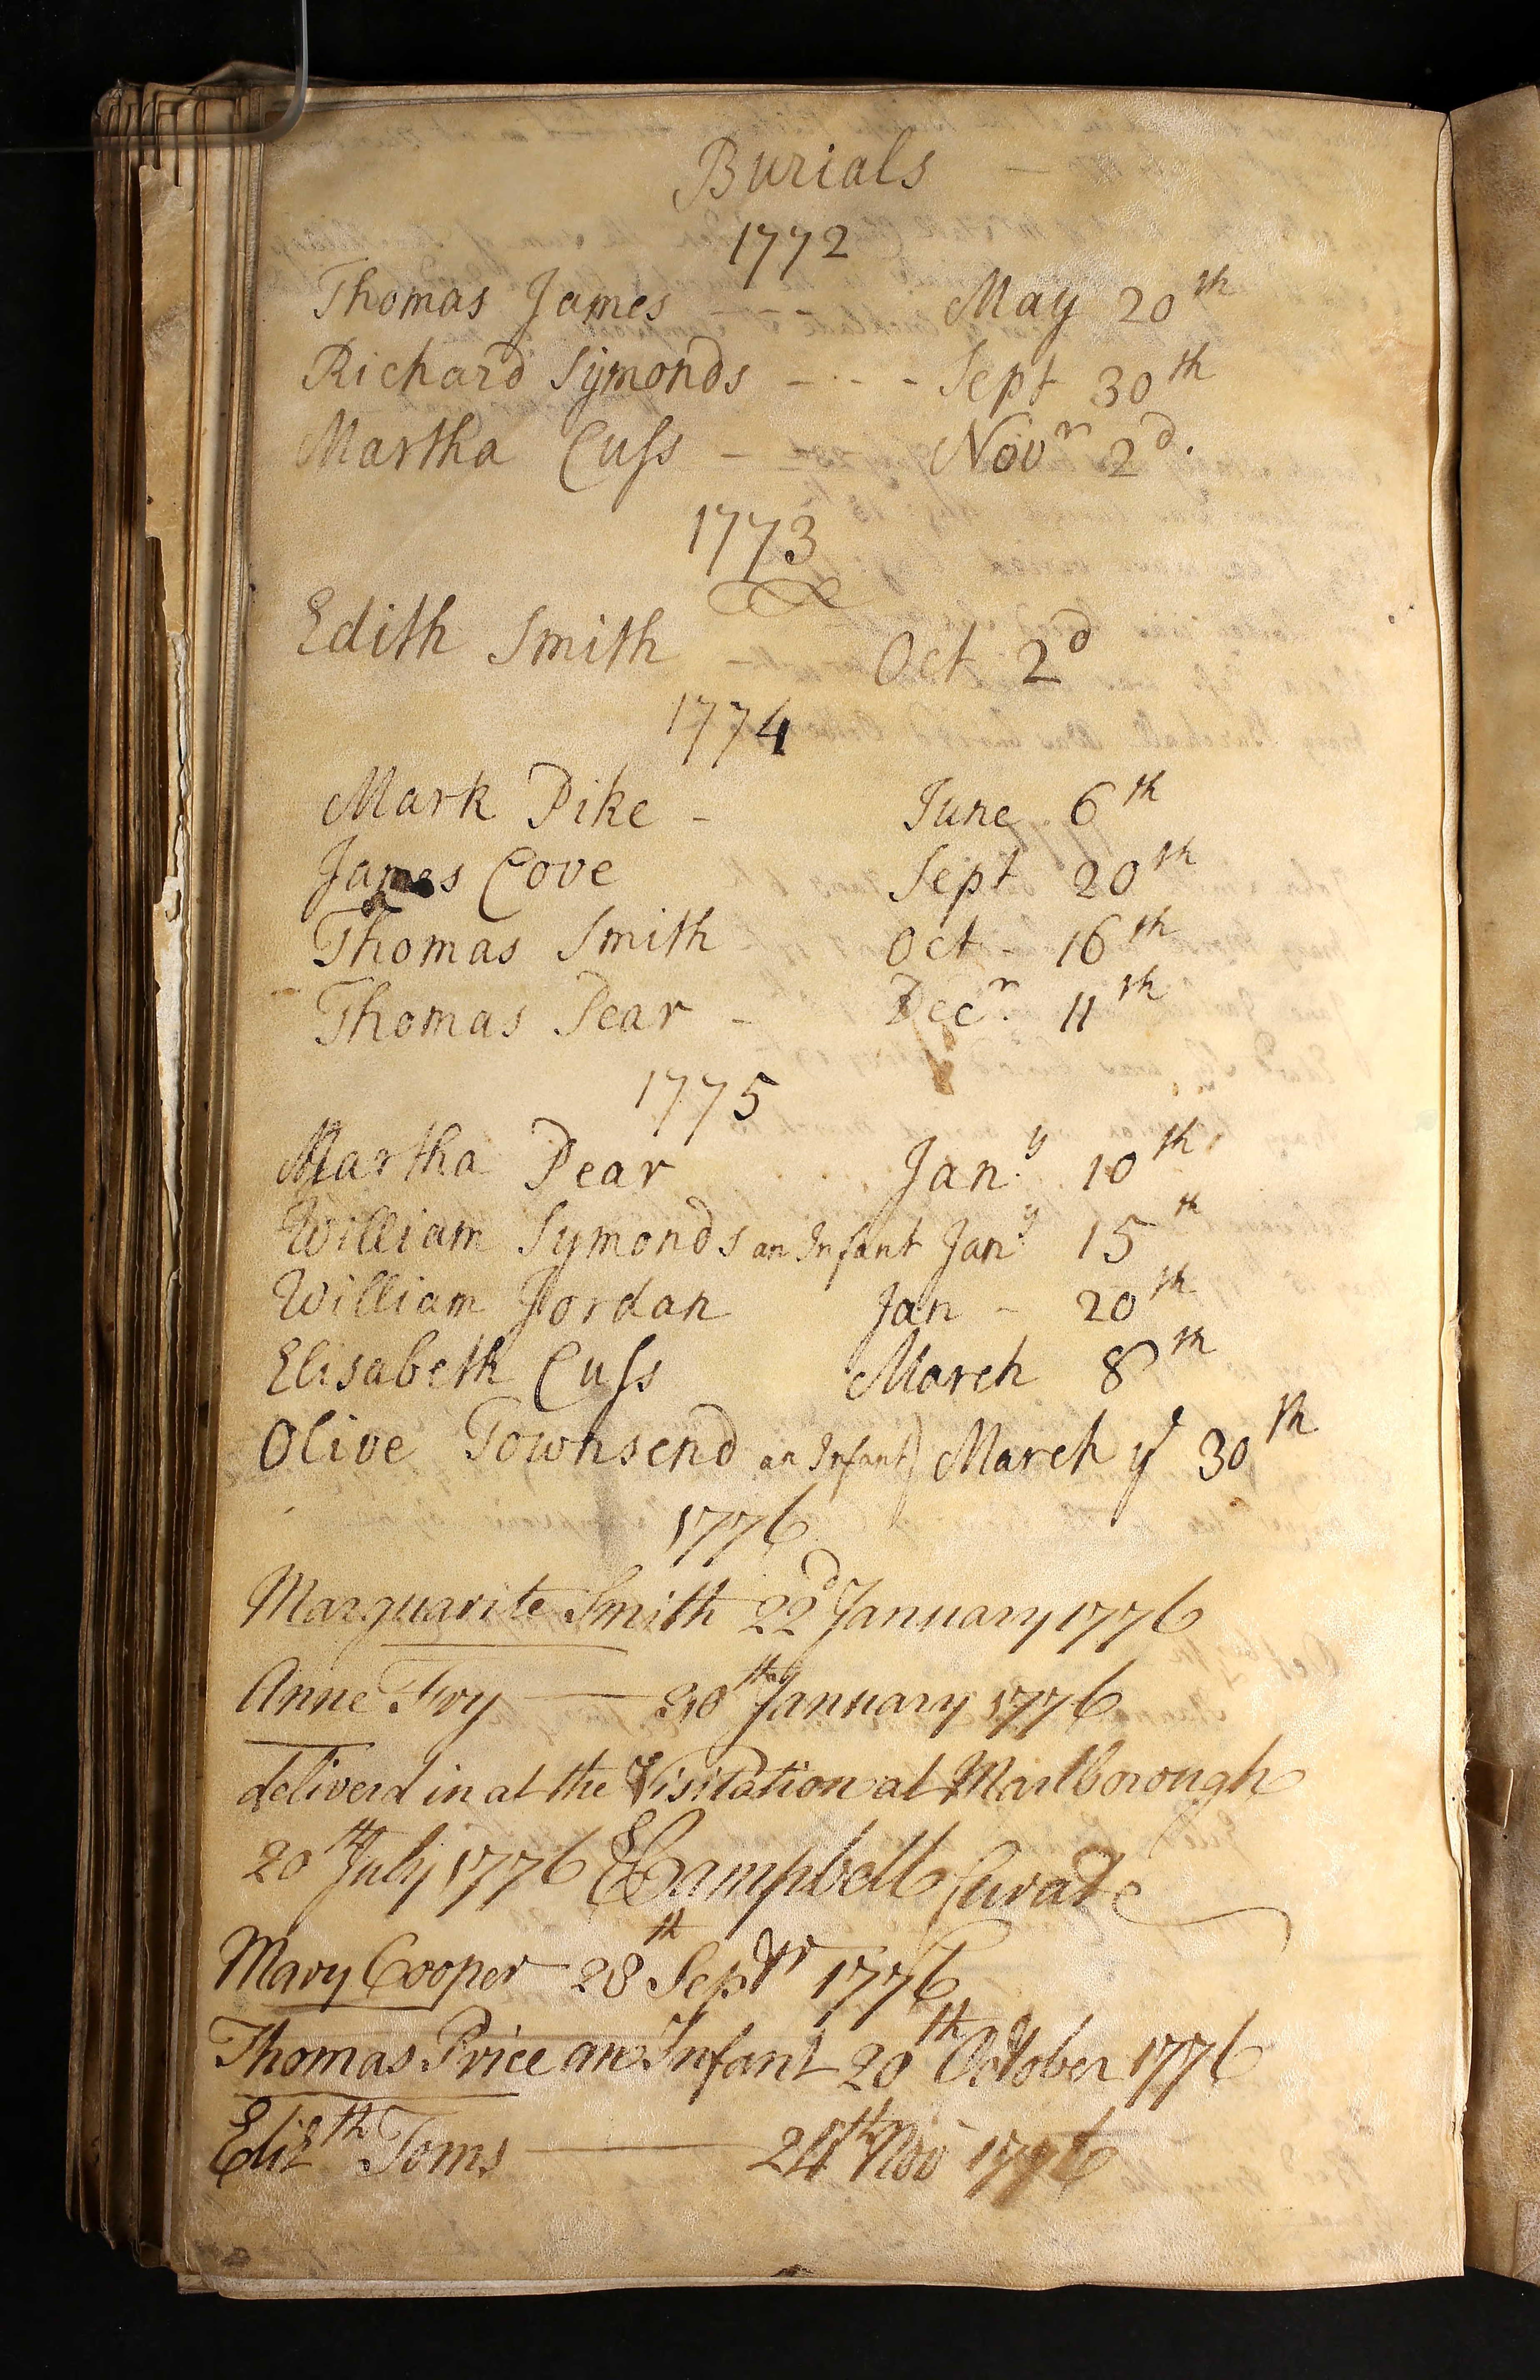 Burials
1772
Thomas James May 20th
Richard Symonds - - - Sept 30th
Martha Cuſs - Novr 2d.
1773
Edith Smith Oct 2d
1774
Mark Pike - June 6th
James Cove Sept 20th
Thomas Smith Oct - 16th
Thomas Pear - Decr. 11th
1775
Martha Pear Jan.y 10th
William Symonds an Infant Jan.y 15th
William Jordan Jan - 20th
Elisabeth Cuſs March 8th
Olive Townsend an Infant) March ye 30th
1776
Marguarite Smith 22d January 1776
Anne Fry — 30th January 1776
deliverd in at the Visitation at Marlborough
20th July 1776 Campbell Curate
Mary Cooper 28th Septr 1776
Thomas Price an Infant 20th October 1776
Elizth Toms — 24th Nov 1776